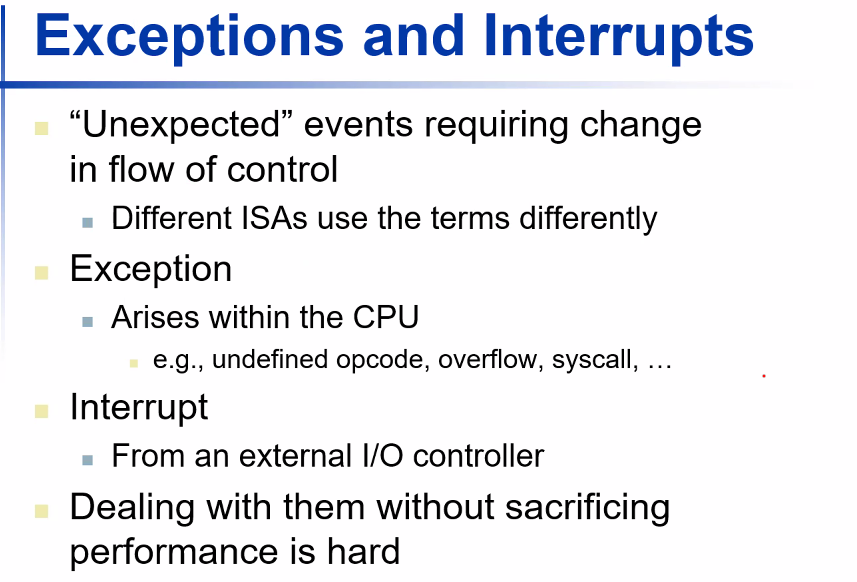 Exceptions and Interrupts
“Unexpected” events requiring change
in flow of control
Different ISAs use the terms differently
Exception
Arises within the CPU
e.g., undefined opcode, overflow, syscall, …
Interrupt
From an external I/O controller
Dealing with them without sacrificing
performance is hard